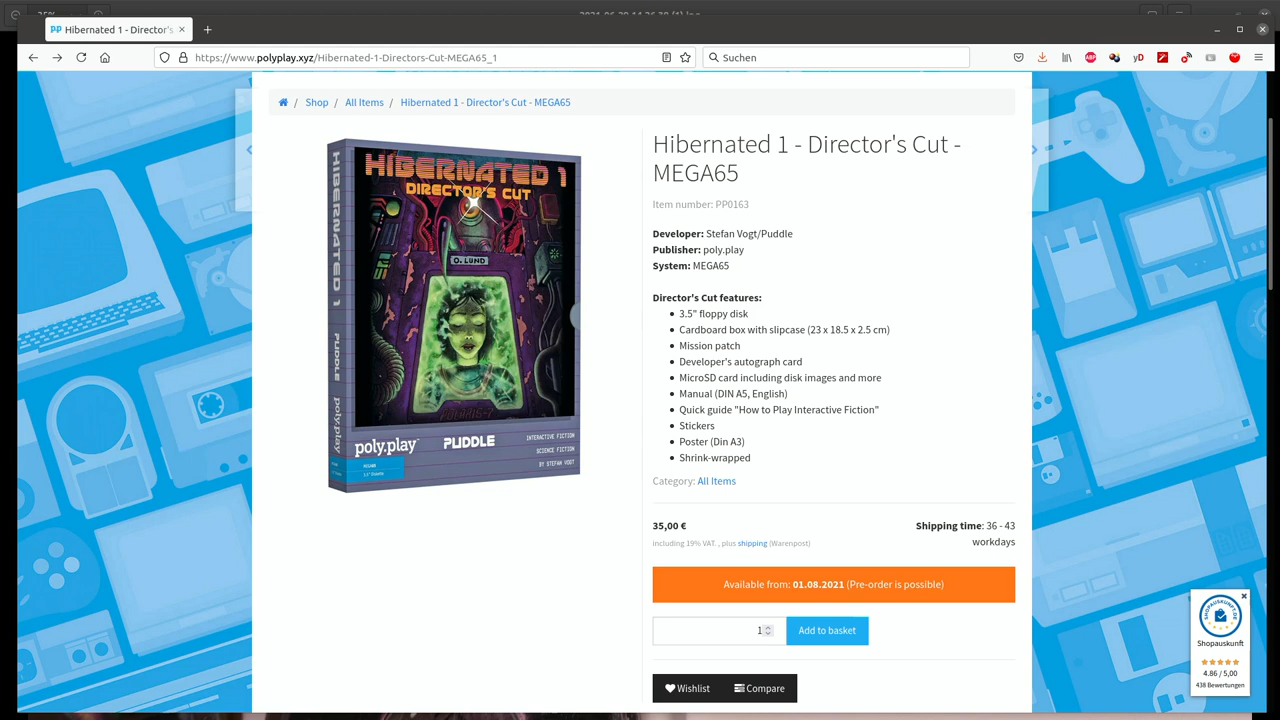 Hibernated 1 - Director's
https://www.polyplay.xyz/Hibernated-1-Directors-Cut-MEGA65_1
Suchen
Shop / All Items / Hibernated 1 - Director's Cut - MEGA65
Hibernated 1 - Director's Cut -
MEGA65
Item number: PP0163
Developer: Stefan Vogt/Puddle
Publisher: poly.play
System: MEGA65
Director's Cut features:
3.5" floppy disk
Cardboard box with slipcase (23 x 18.5 x 2.5 cm)
Mission patch
Developer's autograph card
MicroSD card including disk images and more
Manual (DIN A5, English)
Quick guide "How to Play Interactive Fiction"
Stickers
Poster (Din A3)
Shrink-wrapped
Category: All Items
35,00 €
including 19% VAT. , plus shipping (Warenpost)
Shipping time: 36 - 43
workdays
Available from: 01.08.2021 (Pre-order is possible)
1
Add to basket
Wishlist
Compare
HIBERNATED 1
DIRECTOR'S CUT
O. LUND
HIBERNATED 1
PUDDLE
poly.play
poly.play
PUDDLE
INTERACTIVE FICTION
SCIENCE FICTION
BY STEFAN VOGT
MEGA65
SHOPAUSKUNFT.DE
Shopauskunft
4.86 / 5,00
438 Bewertungen